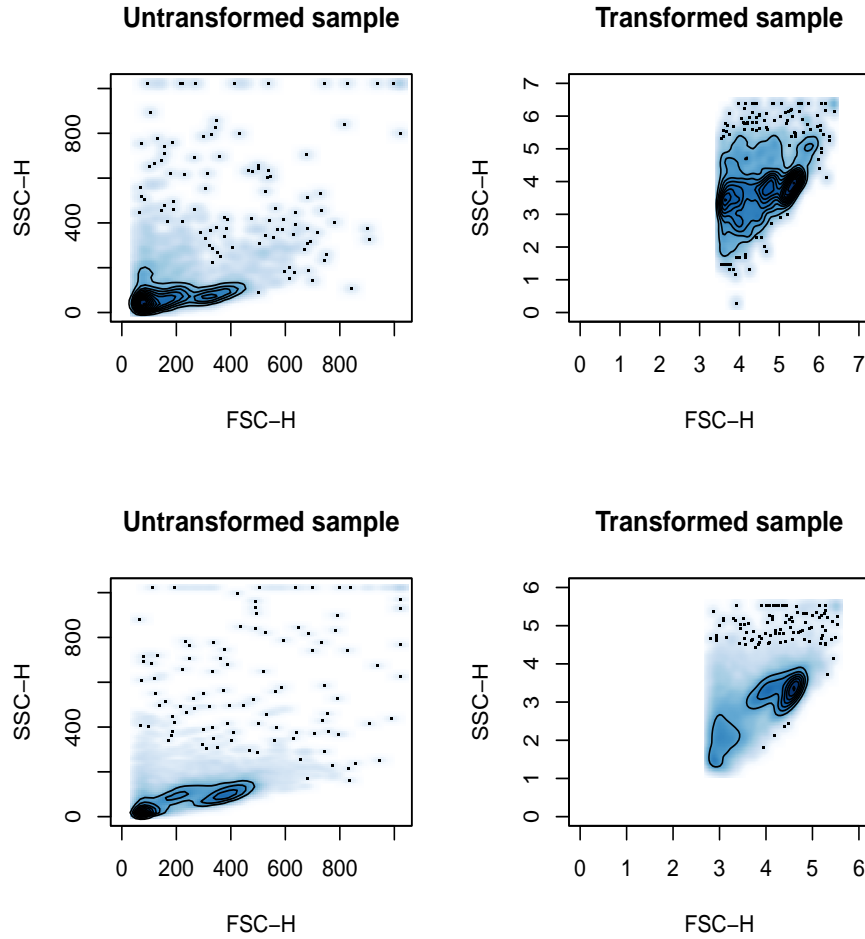 Untransformed sample
Transformed sample
SSC−H
0
400
800
0 200 400 600 800
FSC−H
SSC−H
0
1
2
3
4
5
6
7
0 1 2 3 4 5 6 7
FSC−H
Untransformed sample
Transformed sample
SSC−H
0
400
800
0 200 400 600 800
FSC−H
SSC−H
0
1
2
3
4
5
6
0 1 2 3 4 5 6
FSC−H